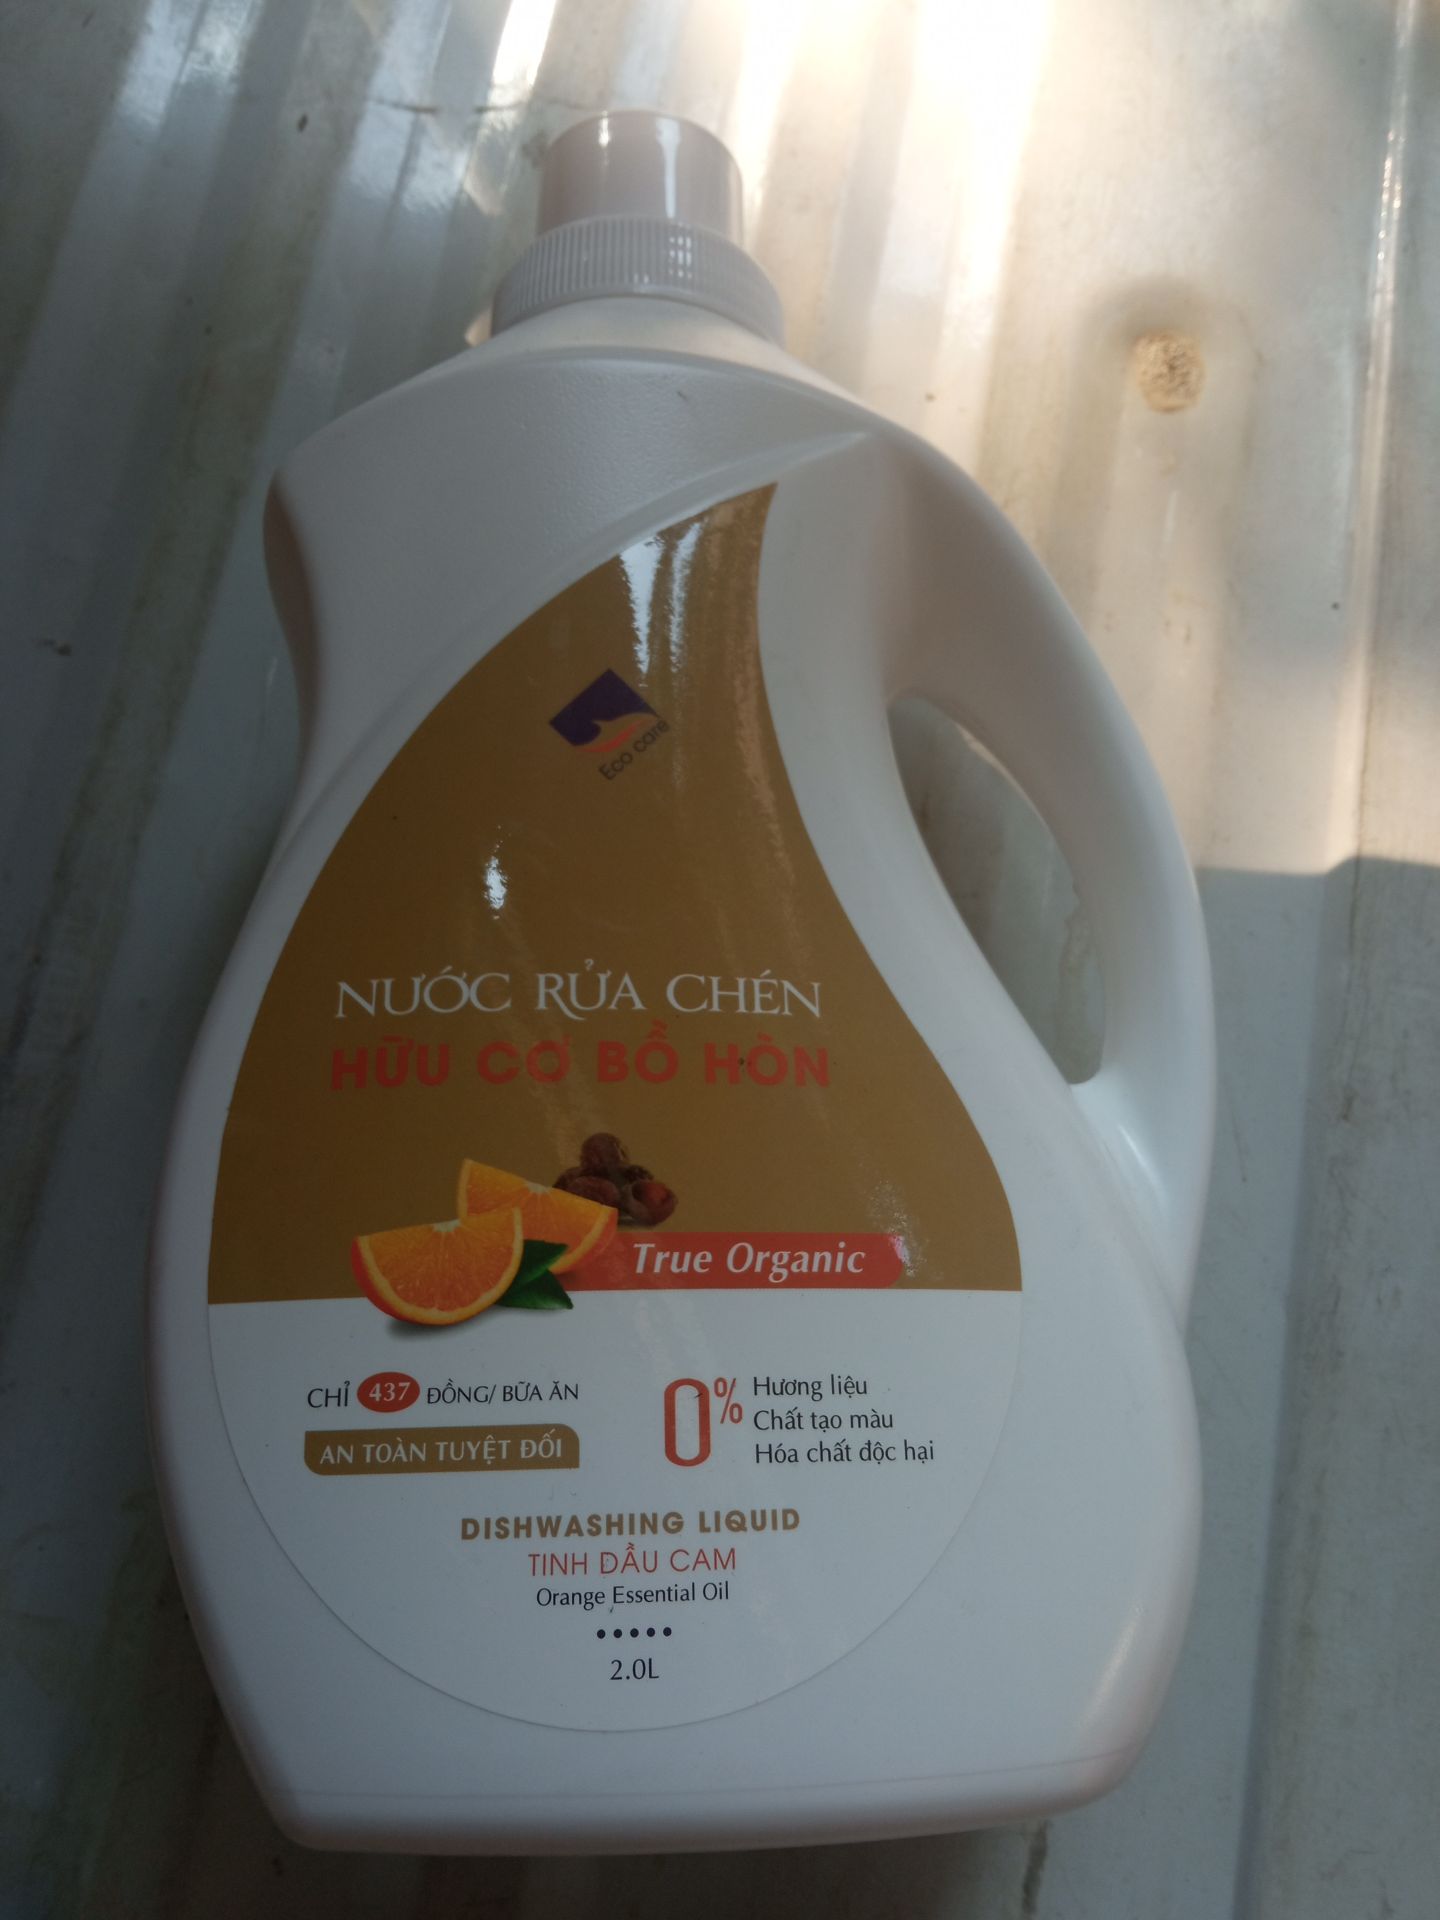 Eco care
NƯỚC RỬA CHÉN
HỮU CƠ BỒ HÒN
True Organic
CHỈ 437 ĐỒNG/ BỮA ĂN
AN TOÀN TUYỆT ĐỐI
0%
Hương liệu
Chất tạo màu
Hóa chất độc hại
DISHWASHING LIQUID
TINH DẦU CAM
Orange Essential Oil
2.0L